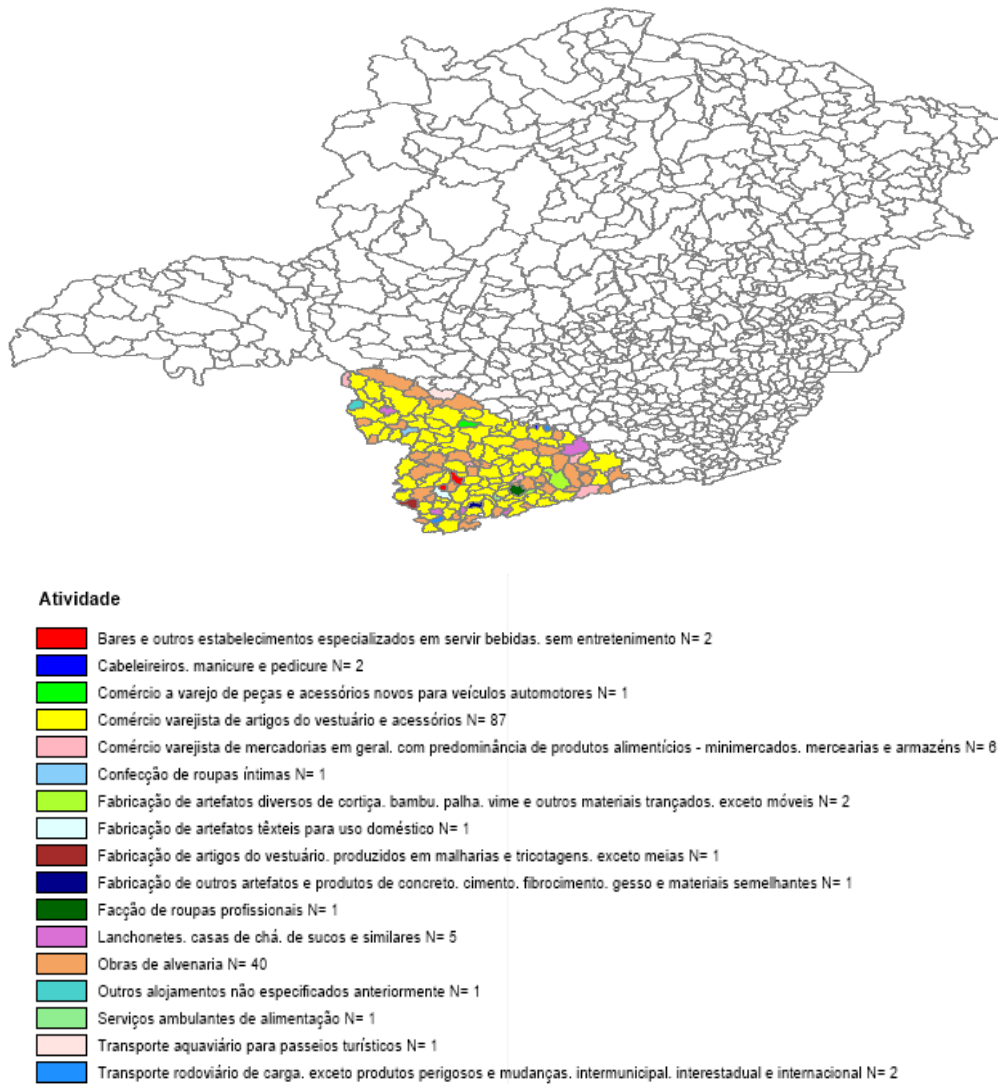 Atividade
Bares e outros estabelecimentos especializados em servir bebidas. sem entretenimento N= 2
Cabeleireiros. manicure e pedicure N= 2
Comércio a varejo de peças e acessórios novos para veículos automotores N= 1
Comércio varejista de artigos do vestuário e acessórios N= 87
Comércio varejista de mercadorias em geral. com predominância de produtos alimentícios - minimercados. mercearias e armazéns N= 6
Confecção de roupas íntimas N= 1
Fabricação de artefatos diversos de cortiça. bambu. palha. vime e outros materiais trançados. exceto móveis N= 2
Fabricação de artefatos têxteis para uso doméstico N= 1
Fabricação de artigos do vestuário. produzidos em malharias e tricotagens. exceto meias N= 1
Fabricação de outros artefatos e produtos de concreto. cimento. fibrocimento. gesso e materiais semelhantes N= 1
Facção de roupas profissionais N= 1
Lanchonetes. casas de chá. de sucos e similares N= 5
Obras de alvenaria N= 40
Outros alojamentos não especificados anteriormente N= 1
Serviços ambulantes de alimentação N= 1
Transporte aquaviário para passeios turísticos N= 1
Transporte rodoviário de carga. exceto produtos perigosos e mudanças. intermunicipal. interestadual e internacional N= 2